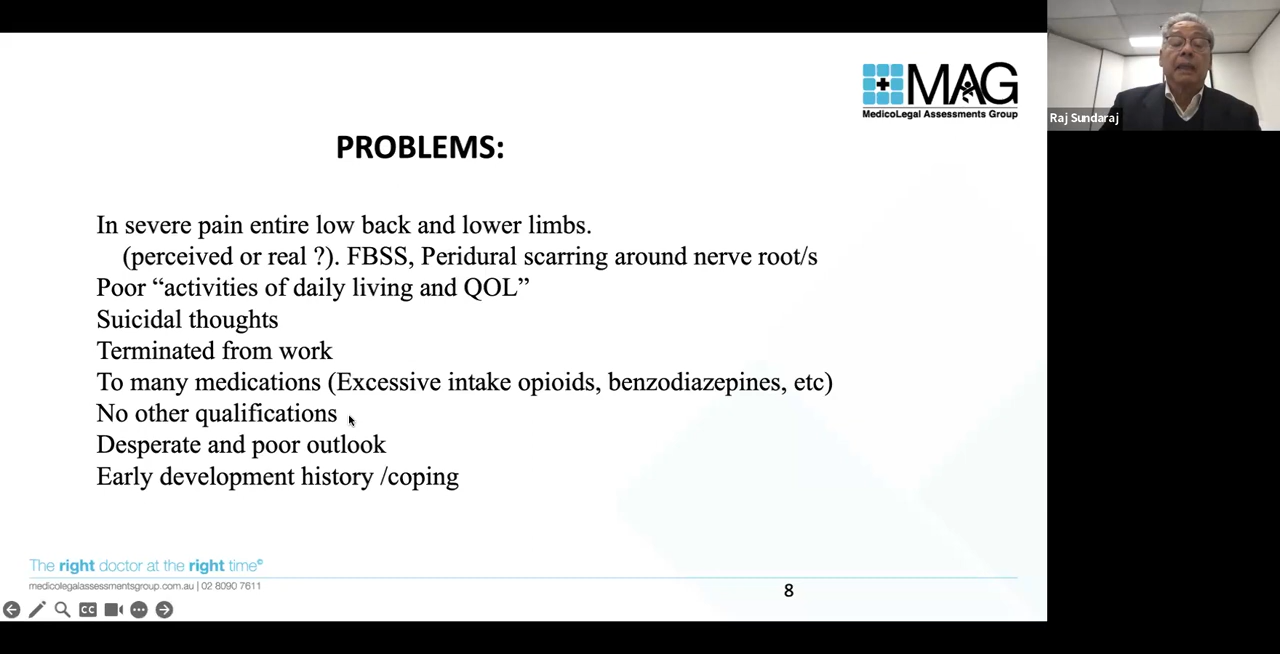 MAG
MedicoLegal Assessments Group
Raj Sundaraj
PROBLEMS:
In severe pain entire low back and lower limbs.
(perceived or real ?). FBSS, Peridural scarring around nerve root/s
Poor “activities of daily living and QOL”
Suicidal thoughts
Terminated from work
To many medications (Excessive intake opioids, benzodiazepines, etc)
No other qualifications
Desperate and poor outlook
Early development history /coping
The right doctor at the right time©
medicolegalassessmentsgroup.com.au | 02 8090 7611
8
CC